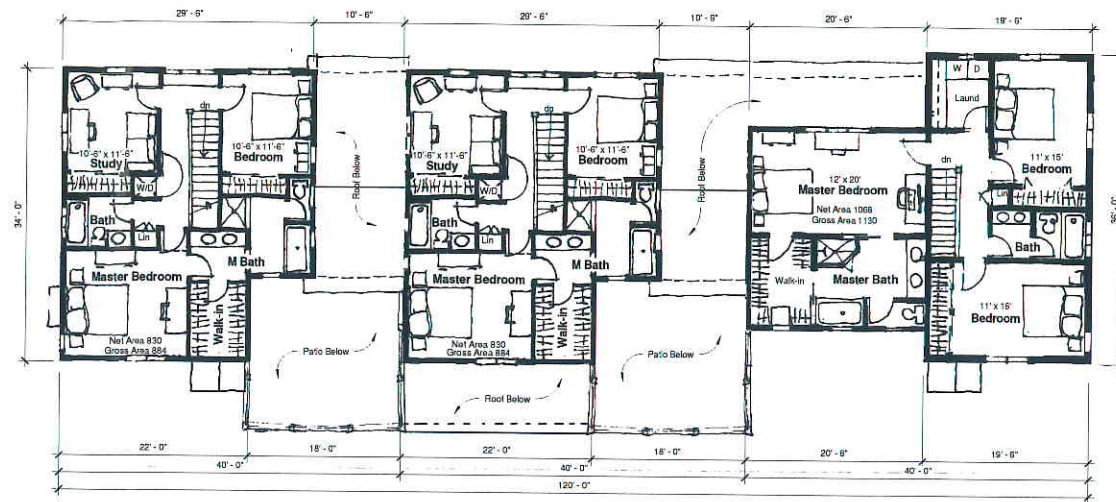 29' - 6"
10' - 6"
29' - 6"
10' - 6"
20' - 6"
19' - 6"
34' - 0"
dn
10'-6" x 11'-6"
Study
10'-6" x 11'-6"
Bedroom
W/D
Bath
Lin
M Bath
Master Bedroom
Walk-in
Net Area 830
Gross Area 884
Roof Below
Patio Below
dn
10'-6" x 11'-6"
Study
10'-6" x 11'-6"
Bedroom
W/D
Bath
Lin
M Bath
Master Bedroom
Walk-in
Net Area 830
Gross Area 884
Roof Below
Roof Below
Patio Below
W D
Laund
dn
11' x 15'
Bedroom
12' x 20'
Master Bedroom
Net Area 1068
Gross Area 1130
Lin
Bath
Walk-in
Master Bath
11' x 16'
Bedroom
36' - 0"
22' - 0"
18' - 0"
22' - 0"
18' - 0"
20' - 6"
19' - 6"
40' - 0"
40' - 0"
40' - 0"
120' - 0"